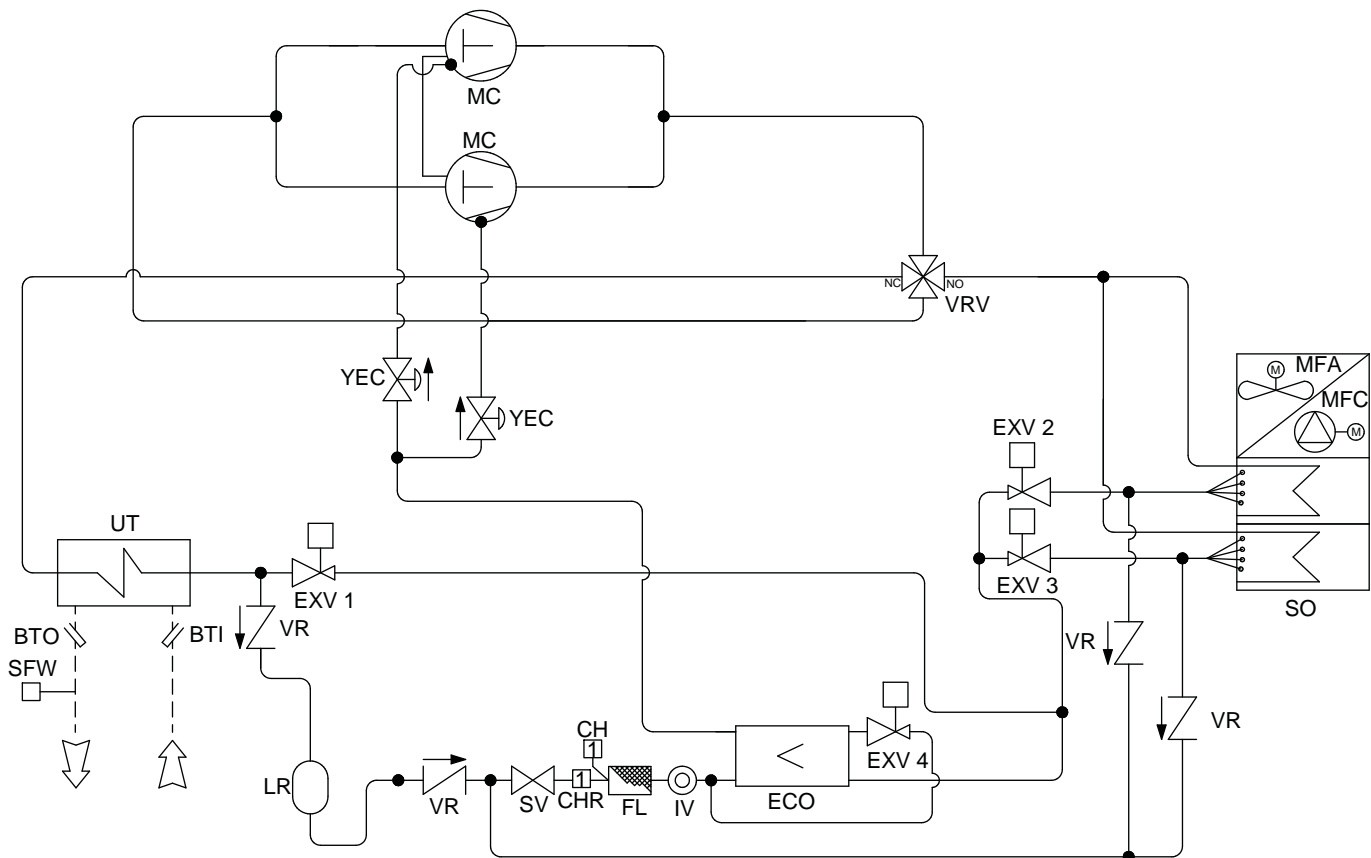 MC
MC
NC
NO
VRV
YEC
YEC
MFA
M
MFC
M
EXV 2
EXV 3
SO
UT
EXV 1
BTO
BTI
VR
SFW
VR
VR
LR
CH
1
1
VR
SV
CHR
FL
IV
ECO
EXV 4